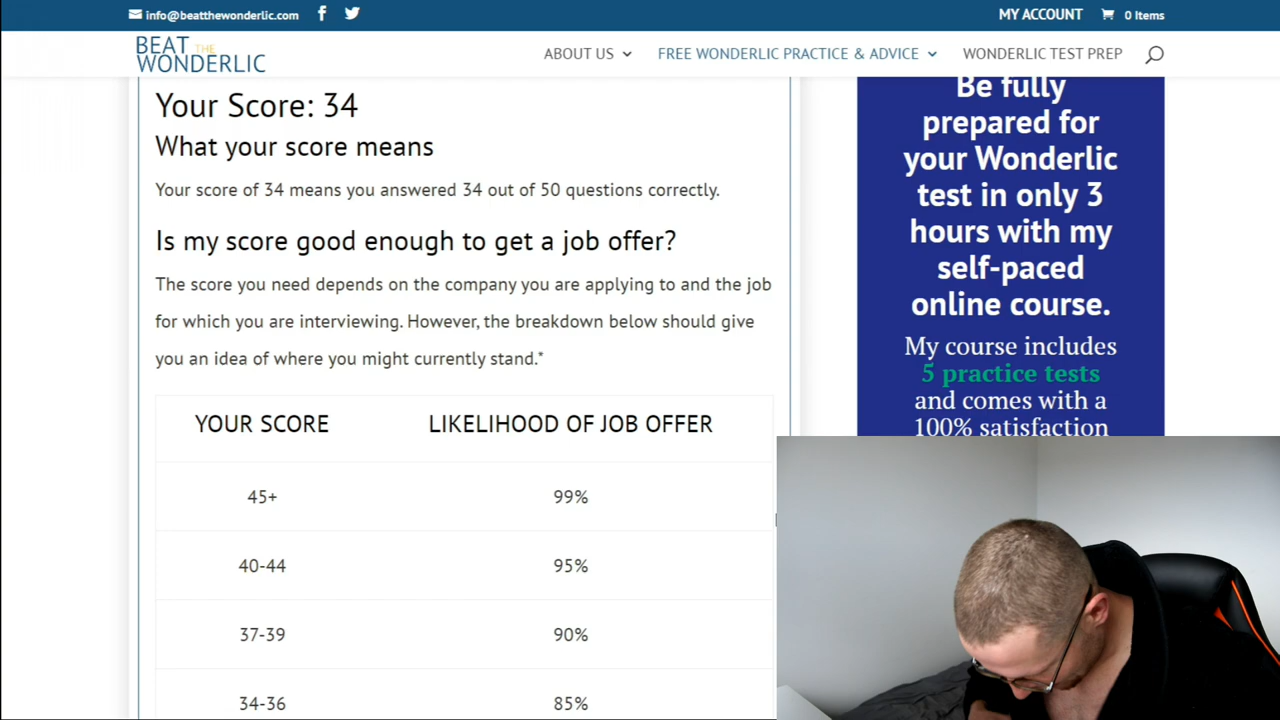 info@beatthewonderlic.com
MY ACCOUNT
0 Items
BEAT THE
WONDERLIC
ABOUT US
FREE WONDERLIC PRACTICE & ADVICE
WONDERLIC TEST PREP
Your Score: 34
What your score means
Your score of 34 means you answered 34 out of 50 questions correctly.
Is my score good enough to get a job offer?
The score you need depends on the company you are applying to and the job
for which you are interviewing. However, the breakdown below should give
you an idea of where you might currently stand.*
YOUR SCORE LIKELIHOOD OF JOB OFFER
45+ 99%
40-44 95%
37-39 90%
34-36 85%
Be fully
prepared for
your Wonderlic
test in only 3
hours with my
self-paced
online course.
My course includes
5 practice tests
and comes with a
100% satisfaction